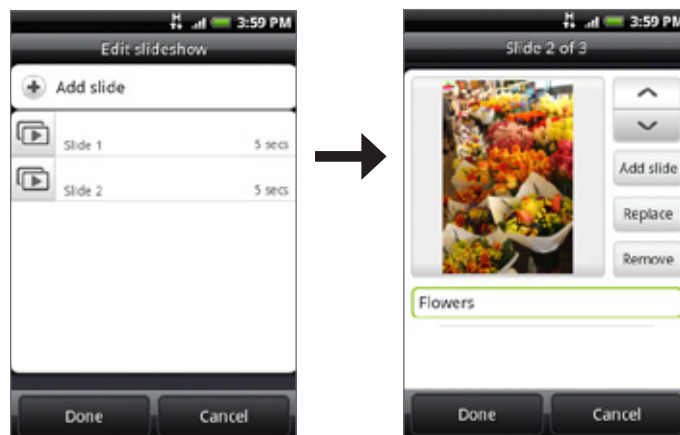 3:59 PM
Edit slideshow
Add slide
Slide 1 5 secs
Slide 2 5 secs
Done Cancel
3:59 PM
Slide 2 of 3
Add slide
Replace
Remove
Flowers
Done Cancel